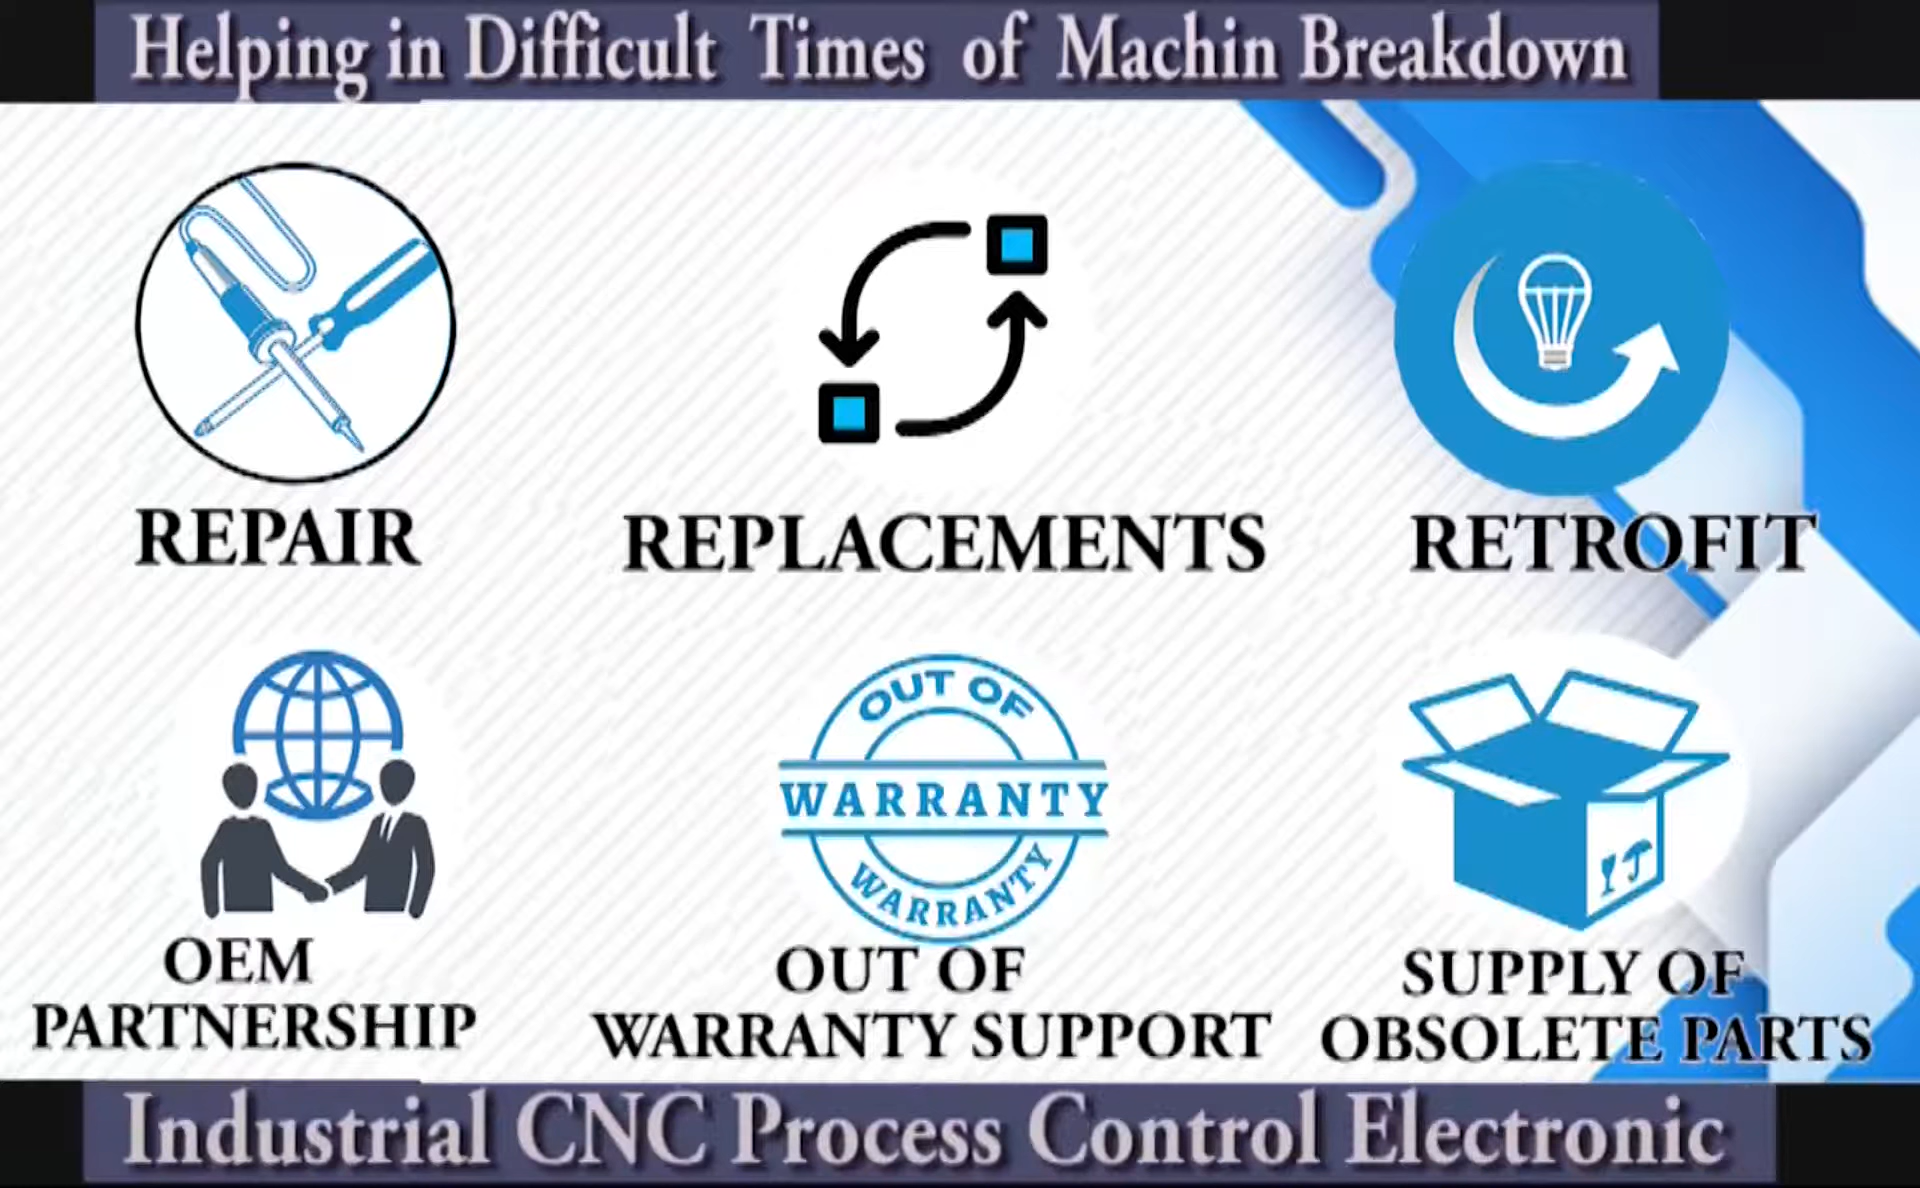 Helping in Difficult Times of Machin Breakdown
REPAIR
REPLACEMENTS
RETROFIT
OUT OF
WARRANTY
WARRANTY
OEM
PARTNERSHIP
OUT OF
WARRANTY SUPPORT
SUPPLY OF
OBSOLETE PARTS
Industrial CNC Process Control Electronic